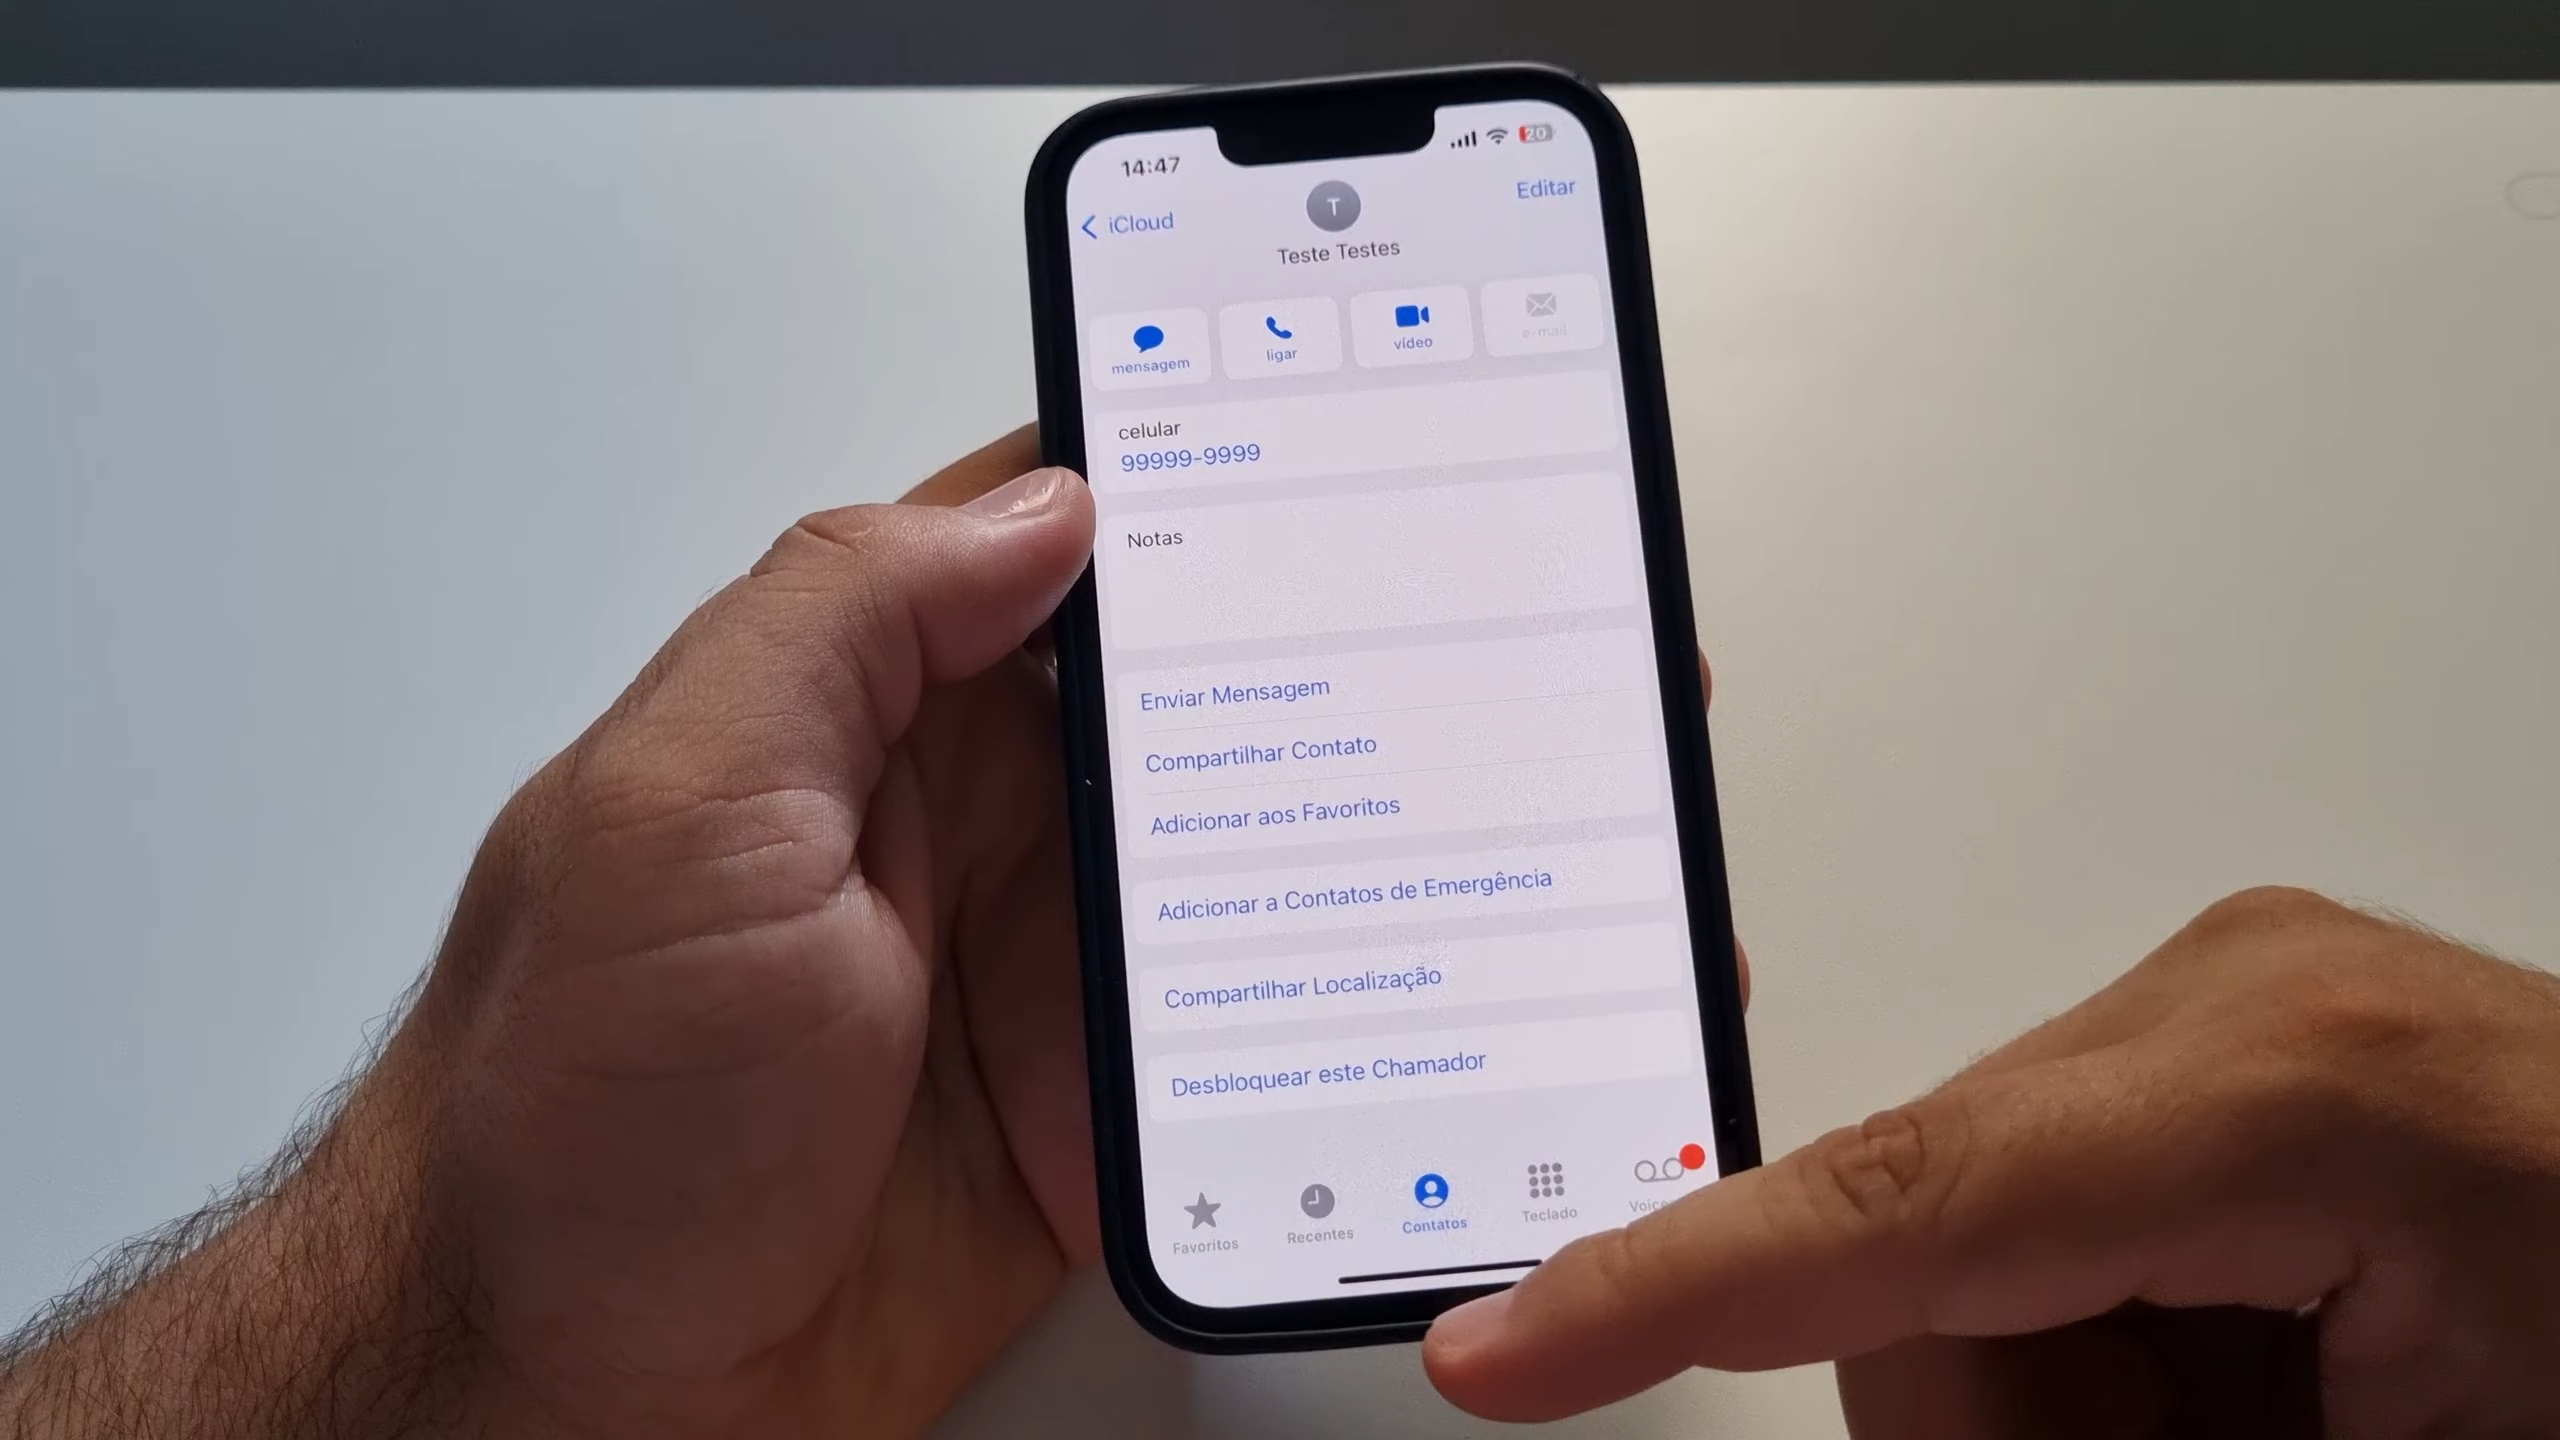 14:47
20
iCloud
T
Editar
Teste Testes
mensagem
ligar
vídeo
e-mail
celular
99999-9999
Notas
Enviar Mensagem
Compartilhar Contato
Adicionar aos Favoritos
Adicionar a Contatos de Emergência
Compartilhar Localização
Desbloquear este Chamador
Favoritos
Recentes
Contatos
Teclado